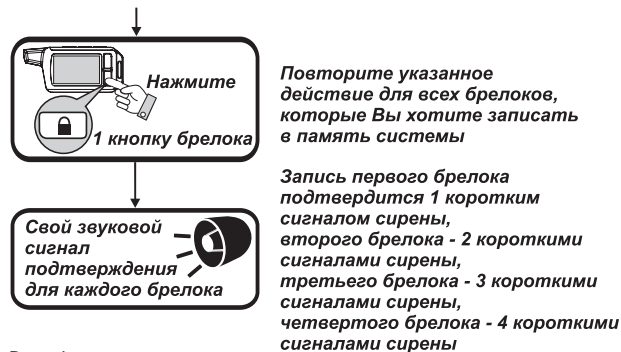 Нажмите
1 кнопку брелока
Повторите указанное
действие для всех брелоков,
которые Вы хотите записать
в память системы
Запись первого брелока
подтвердится 1 коротким
сигналом сирены,
второго брелока - 2 короткими
сигналами сирены,
третьего брелока - 3 короткими
сигналами сирены,
четвертого брелока - 4 короткими
сигналами сирены
Свой звуковой
сигнал
подтверждения
для каждого брелока